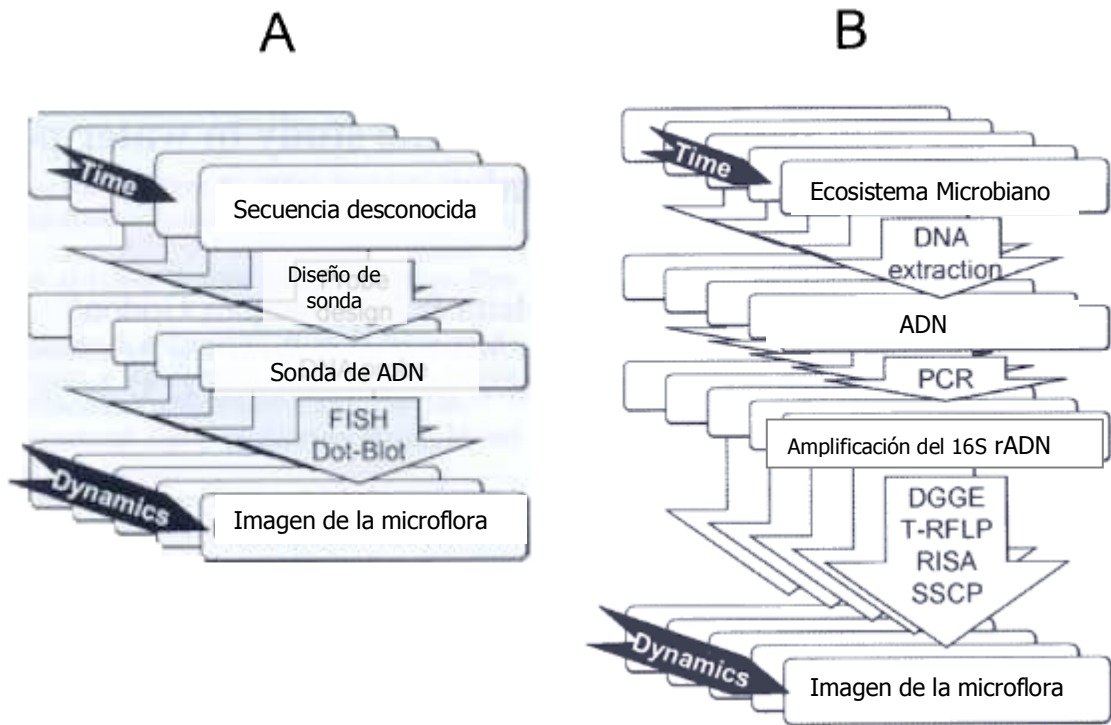 A
Time
Secuencia desconocida
Diseño de
sonda
Sonda de ADN
FISH
Dot-Blot
Dynamics
Imagen de la microflora
B
Time
Ecosistema Microbiano
DNA
extraction
ADN
PCR
Amplificación del 16S rADN
DGGE
T-RFLP
RISA
SSCP
Dynamics
Imagen de la microflora